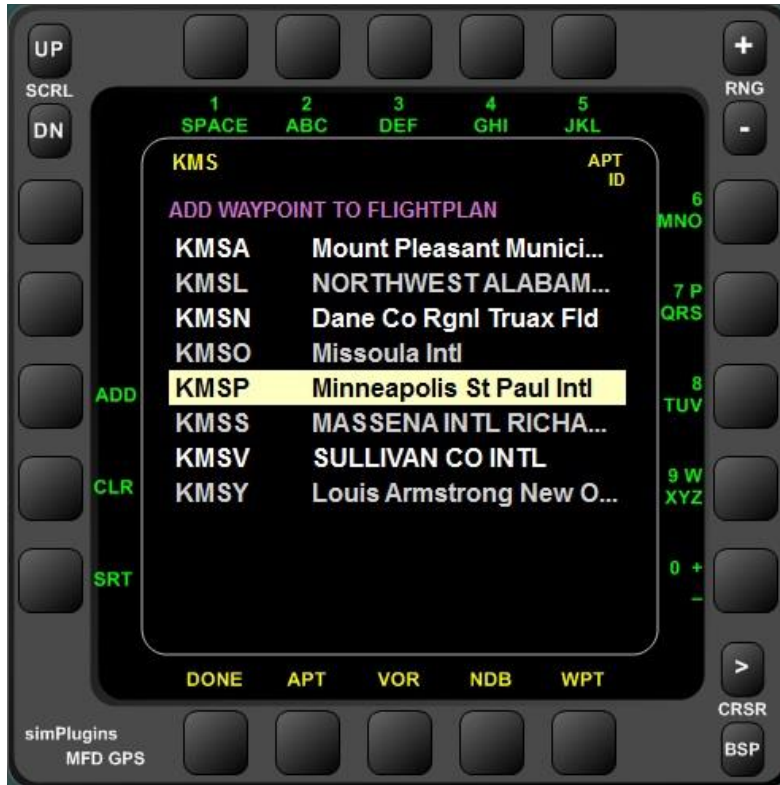 UP
SCRL
DN
+
RNG
-
1 2 3 4 5
SPACE ABC DEF GHI JKL
KMS APT
ID
ADD WAYPOINT TO FLIGHTPLAN
KMSA Mount Pleasant Munici...
KMSL NORTHWEST ALABAM...
KMSN Dane Co Rgnl Truax Fld
KMSO Missoula Intl
KMSP Minneapolis St Paul Intl
KMSS MASSENA INTL RICHA...
KMSV SULLIVAN CO INTL
KMSY Louis Armstrong New O...
ADD
CLR
SRT
6
MNO
7 P
QRS
8
TUV
9 W
XYZ
0 +
–
DONE APT VOR NDB WPT
>
CRSR
BSP
simPlugins
MFD GPS